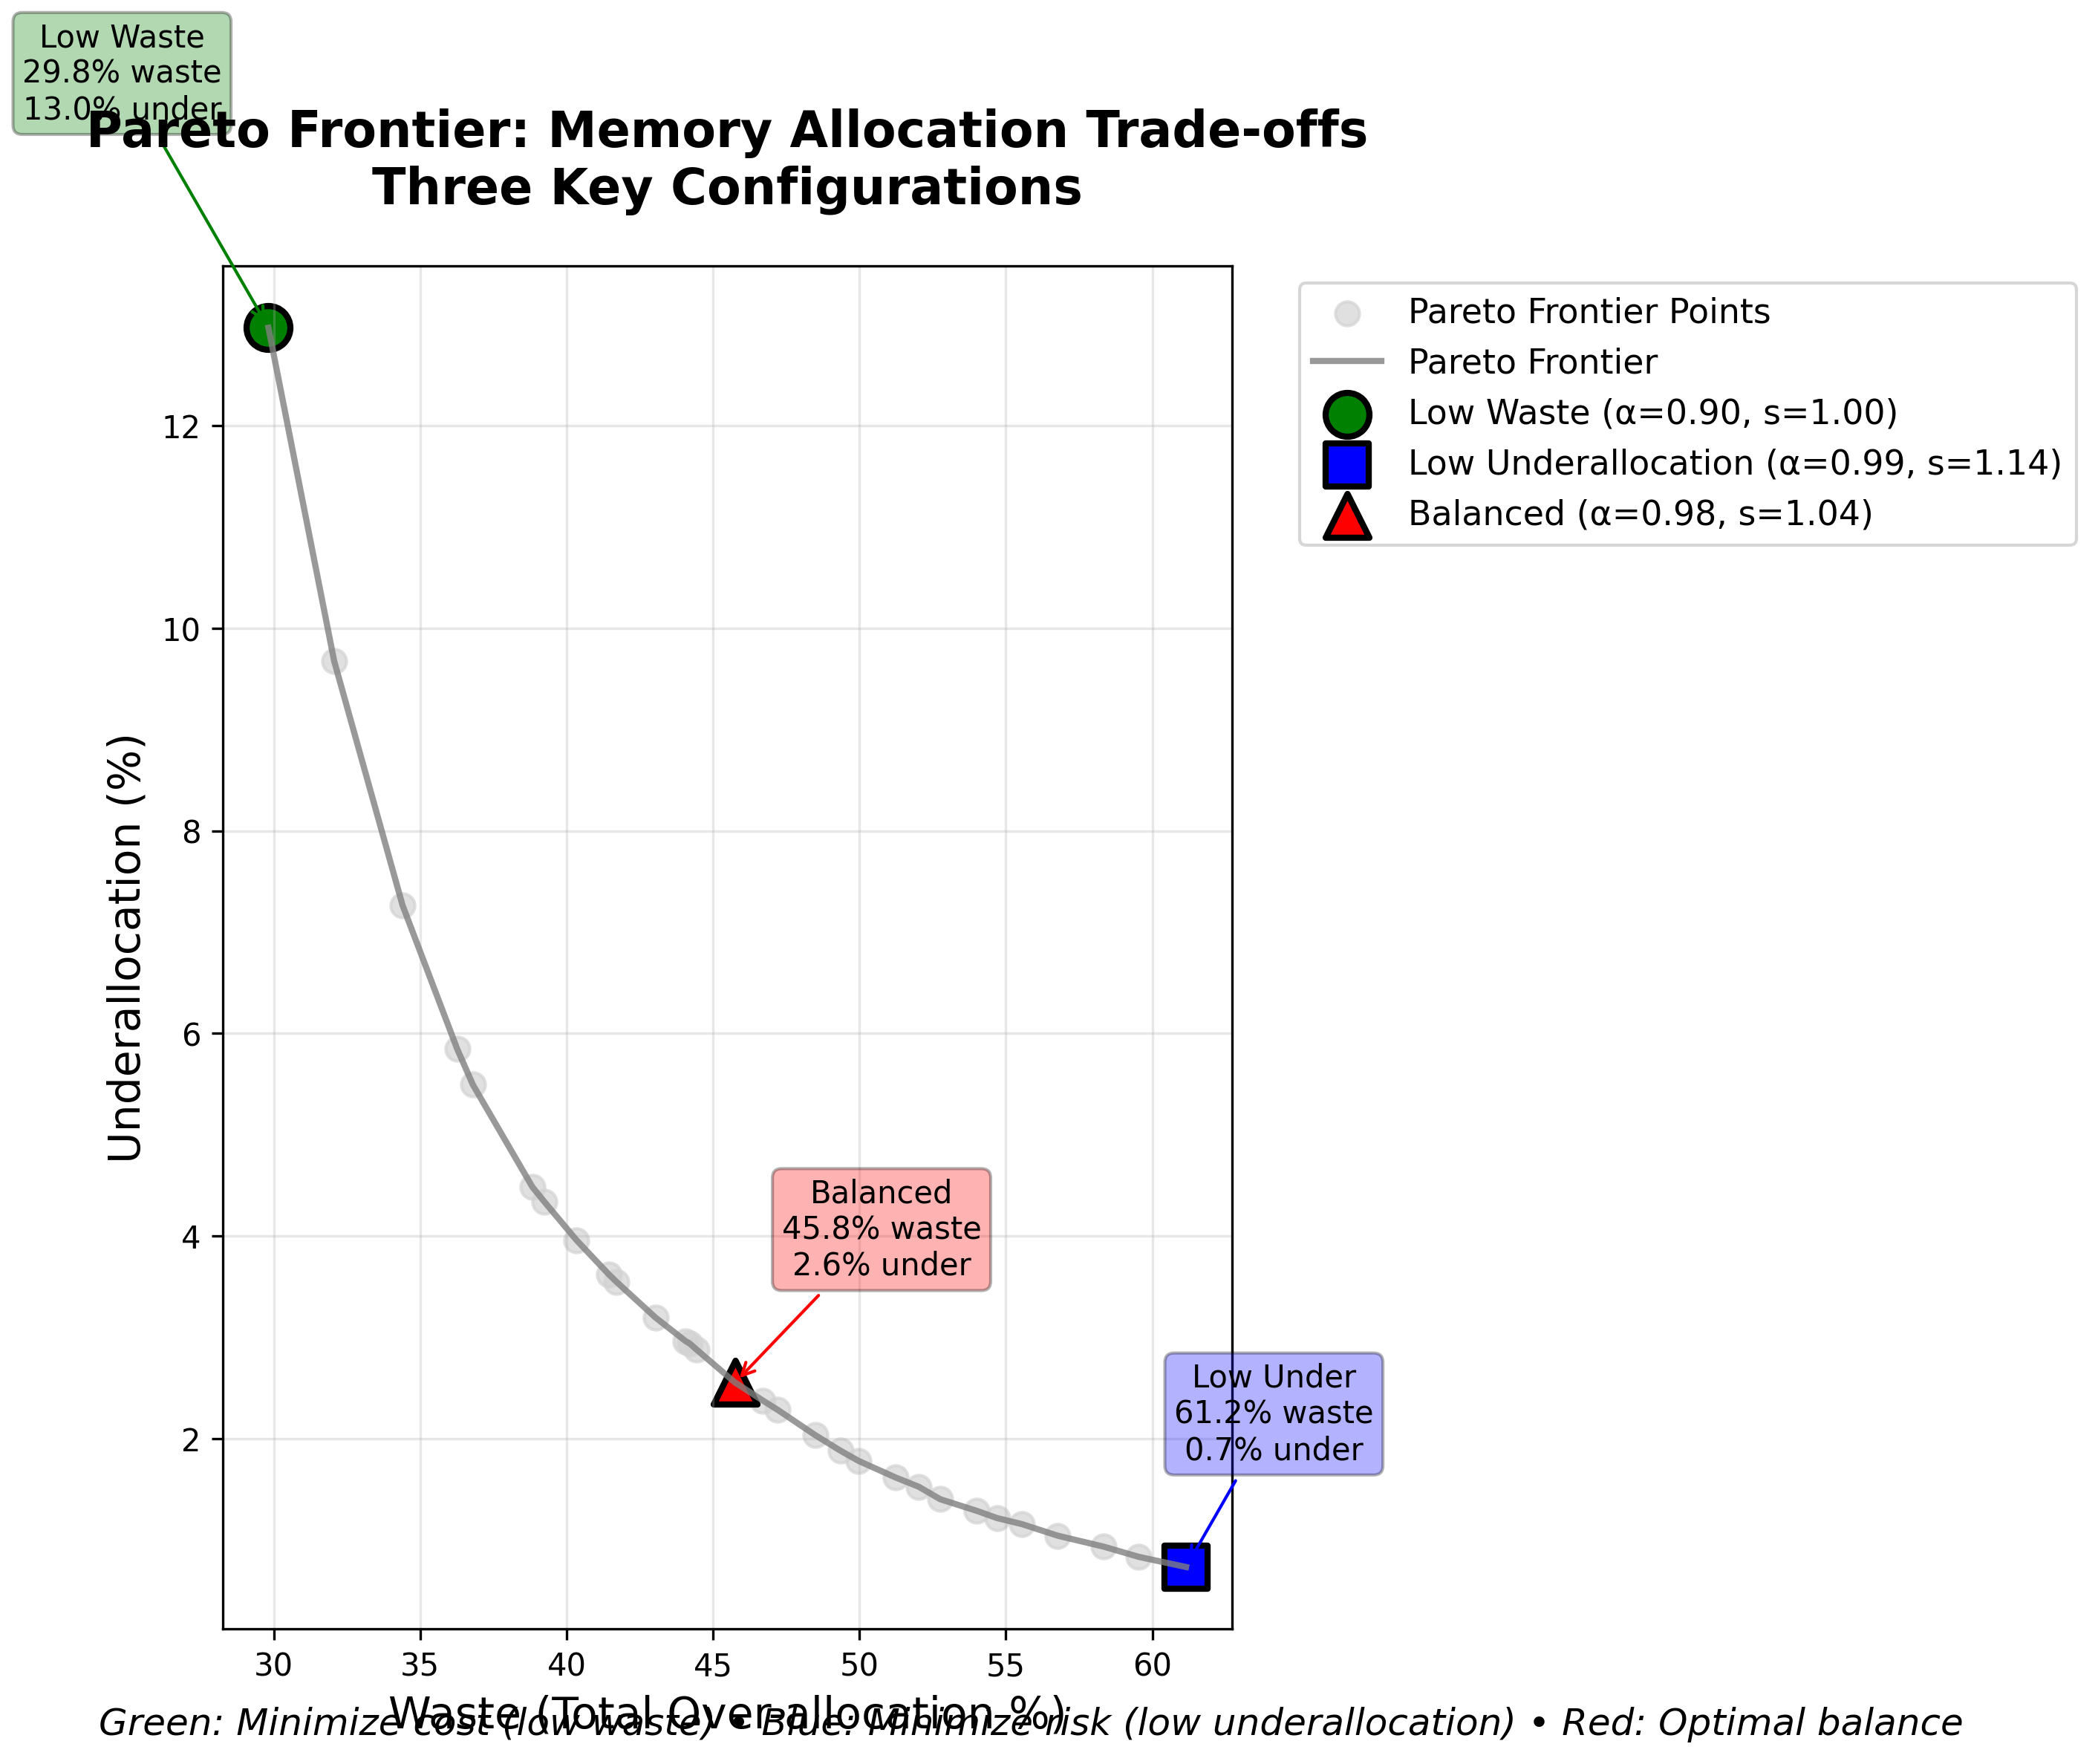 Low Waste
29.8% waste
13.0% under
Pareto Frontier: Memory Allocation Trade-offs
Three Key Configurations
Pareto Frontier Points
Pareto Frontier
Low Waste (α=0.90, s=1.00)
Low Underallocation (α=0.99, s=1.14)
Balanced (α=0.98, s=1.04)
Underallocation (%)
12
10
8
6
4
2
Balanced
45.8% waste
2.6% under
Low Under
61.2% waste
0.7% under
30
35
40
45
50
55
60
Waste (Total Over-allocation %)
Green: Minimize cost (low waste) • Blue: Minimize risk (low underallocation) • Red: Optimal balance